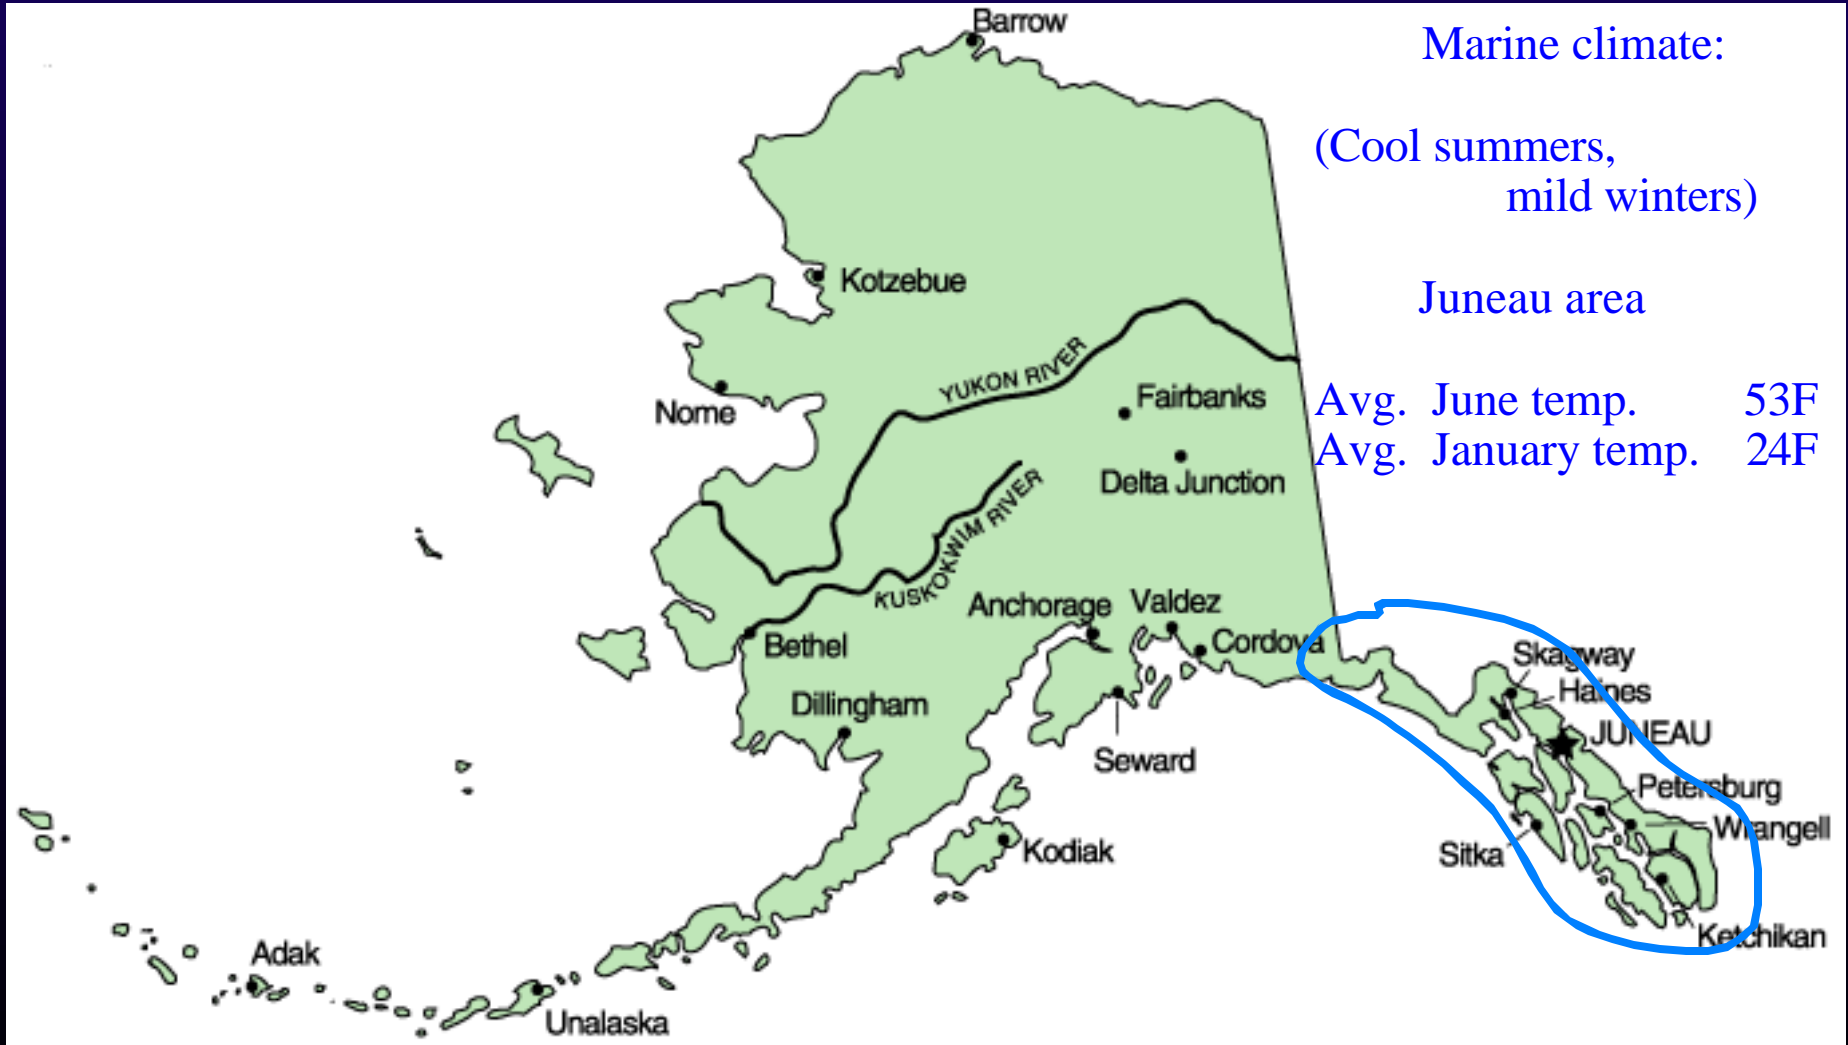 Barrow
Marine climate:
(Cool summers,
mild winters)
Kotzebue
Juneau area
YUKON RIVER
Nome
Fairbanks
Avg. June temp. 53F
Avg. January temp. 24F
Delta Junction
KUSKOKWIM RIVER
Anchorage
Valdez
Cordova
Bethel
Skagway
Haines
Dillingham
JUNEAU
Seward
Petersburg
Wrangell
Kodiak
Sitka
Ketchikan
Adak
Unalaska